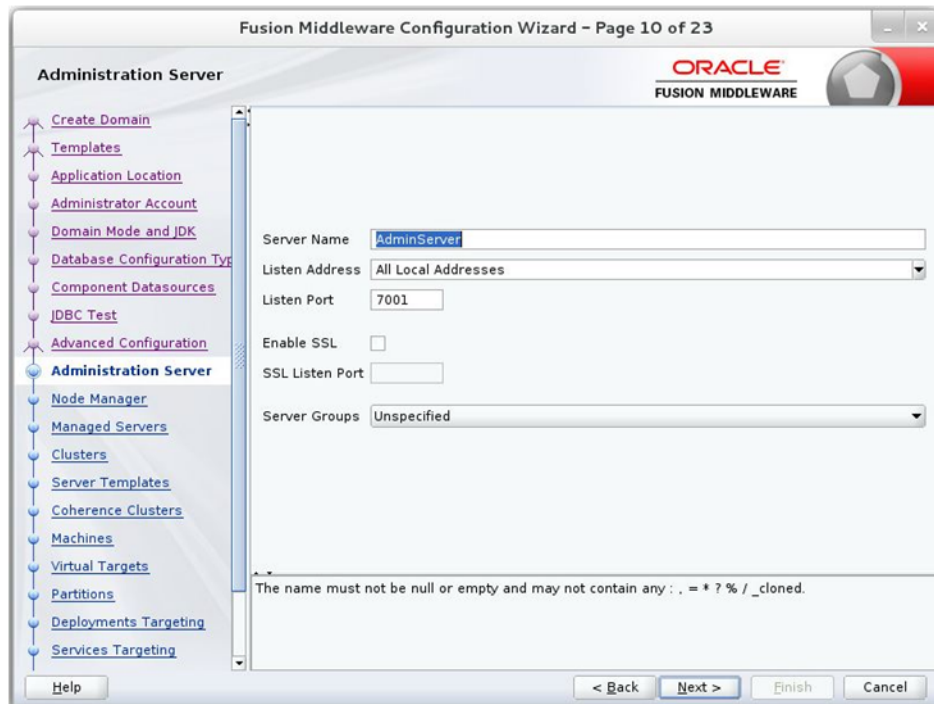 Fusion Middleware Configuration Wizard - Page 10 of 23
Administration Server
ORACLE
FUSION MIDDLEWARE
Create Domain
Templates
Application Location
Administrator Account
Domain Mode and JDK
Database Configuration Typ
Component Datasources
JDBC Test
Advanced Configuration
Administration Server
Node Manager
Managed Servers
Clusters
Server Templates
Coherence Clusters
Machines
Virtual Targets
Partitions
Deployments Targeting
Services Targeting
Server Name AdminServer
Listen Address All Local Addresses
Listen Port 7001
Enable SSL
SSL Listen Port
Server Groups Unspecified
The name must not be null or empty and may not contain any : , = * ? % / _cloned.
Help < Back Next > Finish Cancel